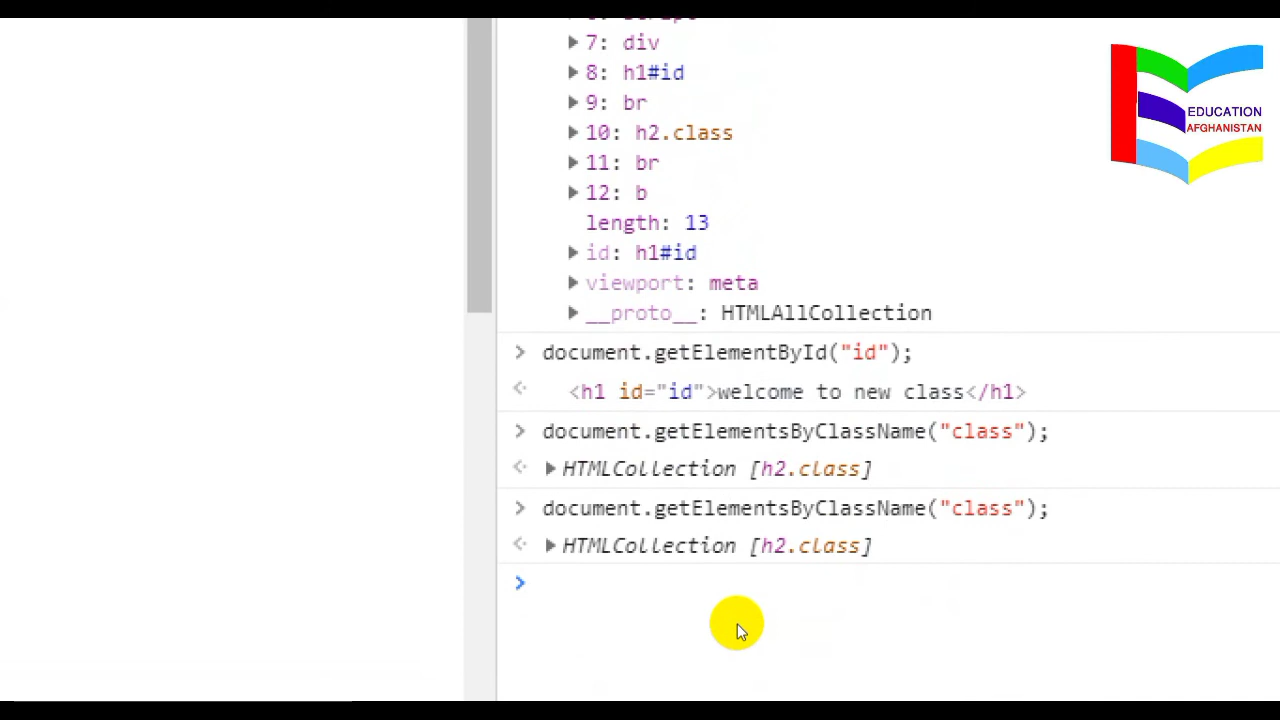 7: div
8: h1#id
9: br
10: h2.class
11: br
12: b
length: 13
id: h1#id
viewport: meta
__proto__: HTMLAllCollection
> document.getElementById("id");
<h1 id="id">welcome to new class</h1>
> document.getElementsByClassName("class");
HTMLCollection [h2.class]
> document.getElementsByClassName("class");
HTMLCollection [h2.class]
>
EDUCATION
AFGHANISTAN